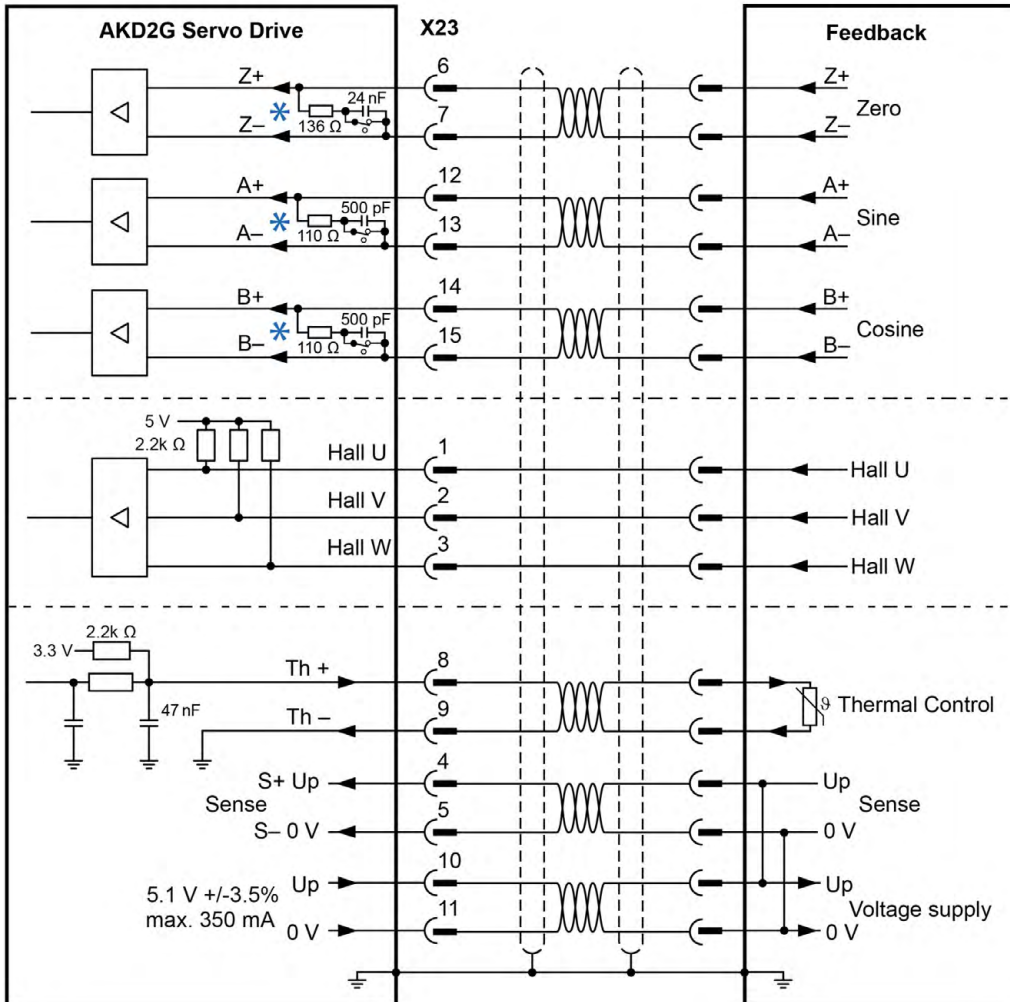 AKD2G Servo Drive X23 Feedback
Z+ 6 Z+
* 24 nF Zero
136 Ω 7
Z– Z–
A+ 12 A+
* 500 pF Sine
110 Ω 13
A– A–
B+ 14 B+
* 500 pF Cosine
110 Ω 15
B– B–
5 V
2.2k Ω
Hall U 1 Hall U
Hall V 2 Hall V
Hall W 3 Hall W
2.2k Ω
3.3 V
Th + 8
47 nF ϑ Thermal Control
Th – 9
S+ Up 4 Up
Sense Sense
S– 0 V 5 0 V
Up 10 Up
5.1 V +/-3.5%
max. 350 mA Voltage supply
0 V 11 0 V